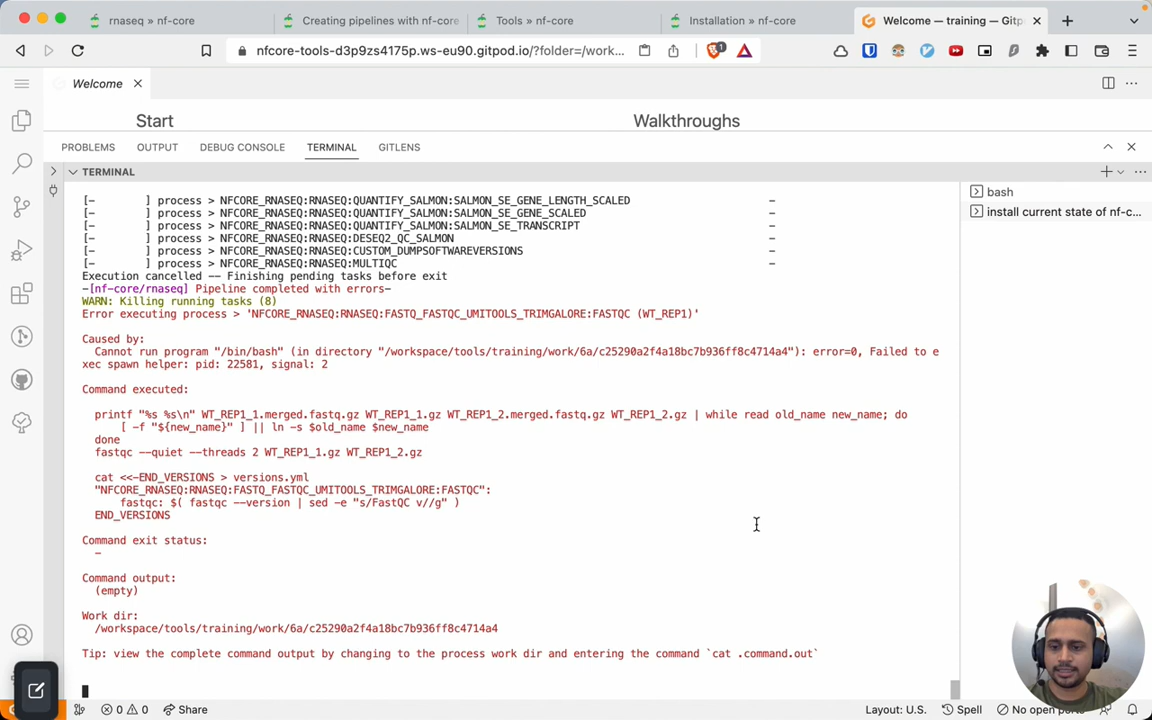 rnaseq » nf-core
Creating pipelines with nf-core
Tools » nf-core
Installation » nf-core
Welcome — training — Gitp
nfcore-tools-d3p9zs4175p.ws-eu90.gitpod.io/?folder=/work...
1
Welcome
Start
Walkthroughs
PROBLEMS
OUTPUT
DEBUG CONSOLE
TERMINAL
GITLENS
TERMINAL
bash
install current state of nf-c...
[-        ] process > NFCORE_RNASEQ:RNASEQ:QUANTIFY_SALMON:SALMON_SE_GENE_LENGTH_SCALED -
[-        ] process > NFCORE_RNASEQ:RNASEQ:QUANTIFY_SALMON:SALMON_SE_GENE_SCALED -
[-        ] process > NFCORE_RNASEQ:RNASEQ:QUANTIFY_SALMON:SALMON_SE_TRANSCRIPT -
[-        ] process > NFCORE_RNASEQ:RNASEQ:DESEQ2_QC_SALMON -
[-        ] process > NFCORE_RNASEQ:RNASEQ:CUSTOM_DUMPSOFTWAREVERSIONS -
[-        ] process > NFCORE_RNASEQ:RNASEQ:MULTIQC -
Execution cancelled -- Finishing pending tasks before exit
-[nf-core/rnaseq] Pipeline completed with errors-
WARN: Killing running tasks (8)
Error executing process > 'NFCORE_RNASEQ:RNASEQ:FASTQ_FASTQC_UMITOOLS_TRIMGALORE:FASTQC (WT_REP1)'
Caused by:
Cannot run program "/bin/bash" (in directory "/workspace/tools/training/work/6a/c25290a2f4a18bc7b936ff8c4714a4"): error=0, Failed to e
xec spawn helper: pid: 22581, signal: 2
Command executed:
printf "%s %s\n" WT_REP1_1.merged.fastq.gz WT_REP1_1.gz WT_REP1_2.merged.fastq.gz WT_REP1_2.gz | while read old_name new_name; do
[ -f "${new_name}" ] || ln -s $old_name $new_name
done
fastqc --quiet --threads 2 WT_REP1_1.gz WT_REP1_2.gz
cat <<-END_VERSIONS > versions.yml
"NFCORE_RNASEQ:RNASEQ:FASTQ_FASTQC_UMITOOLS_TRIMGALORE:FASTQC":
fastqc: $( fastqc --version | sed -e "s/FastQC v//g" )
END_VERSIONS
Command exit status:
-
Command output:
(empty)
Work dir:
/workspace/tools/training/work/6a/c25290a2f4a18bc7b936ff8c4714a4
Tip: view the complete command output by changing to the process work dir and entering the command `cat .command.out`
0 0
Share
Layout: U.S.
Spell
No open